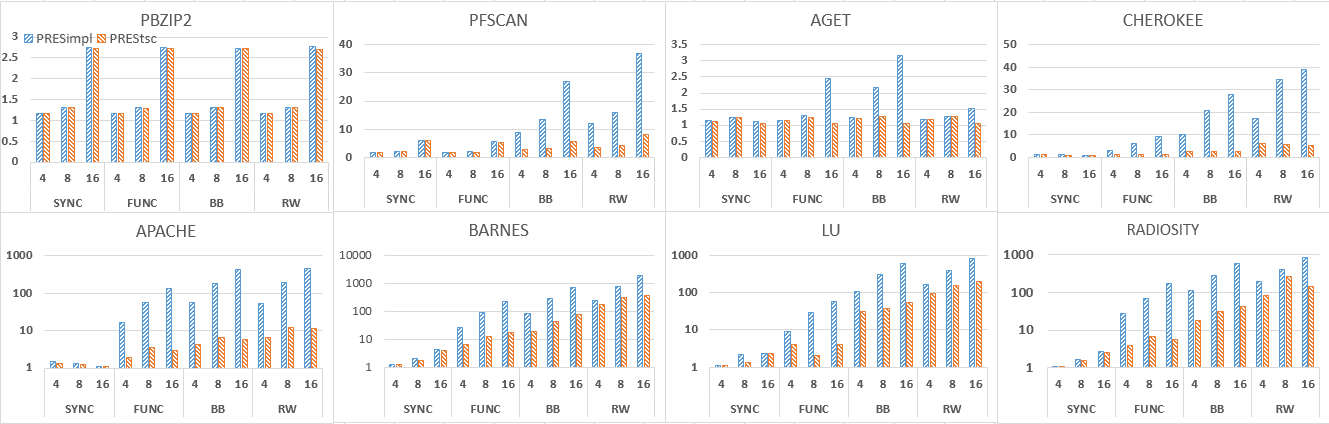 PBZIP2
PRESimpl PREStsc
3
2.5
2
1.5
1
0.5
0
4 8 16 4 8 16 4 8 16 4 8 16
SYNC FUNC BB RW
PFSCAN
40
30
20
10
0
4 8 16 4 8 16 4 8 16 4 8 16
SYNC FUNC BB RW
AGET
3.5
3
2.5
2
1.5
1
0.5
0
4 8 16 4 8 16 4 8 16 4 8 16
SYNC FUNC BB RW
CHEROKEE
50
40
30
20
10
0
4 8 16 4 8 16 4 8 16 4 8 16
SYNC FUNC BB RW
APACHE
1000
100
10
1
4 8 16 4 8 16 4 8 16 4 8 16
SYNC FUNC BB RW
BARNES
10000
1000
100
10
1
4 8 16 4 8 16 4 8 16 4 8 16
SYNC FUNC BB RW
LU
1000
100
10
1
4 8 16 4 8 16 4 8 16 4 8 16
SYNC FUNC BB RW
RADIOSITY
1000
100
10
1
4 8 16 4 8 16 4 8 16 4 8 16
SYNC FUNC BB RW